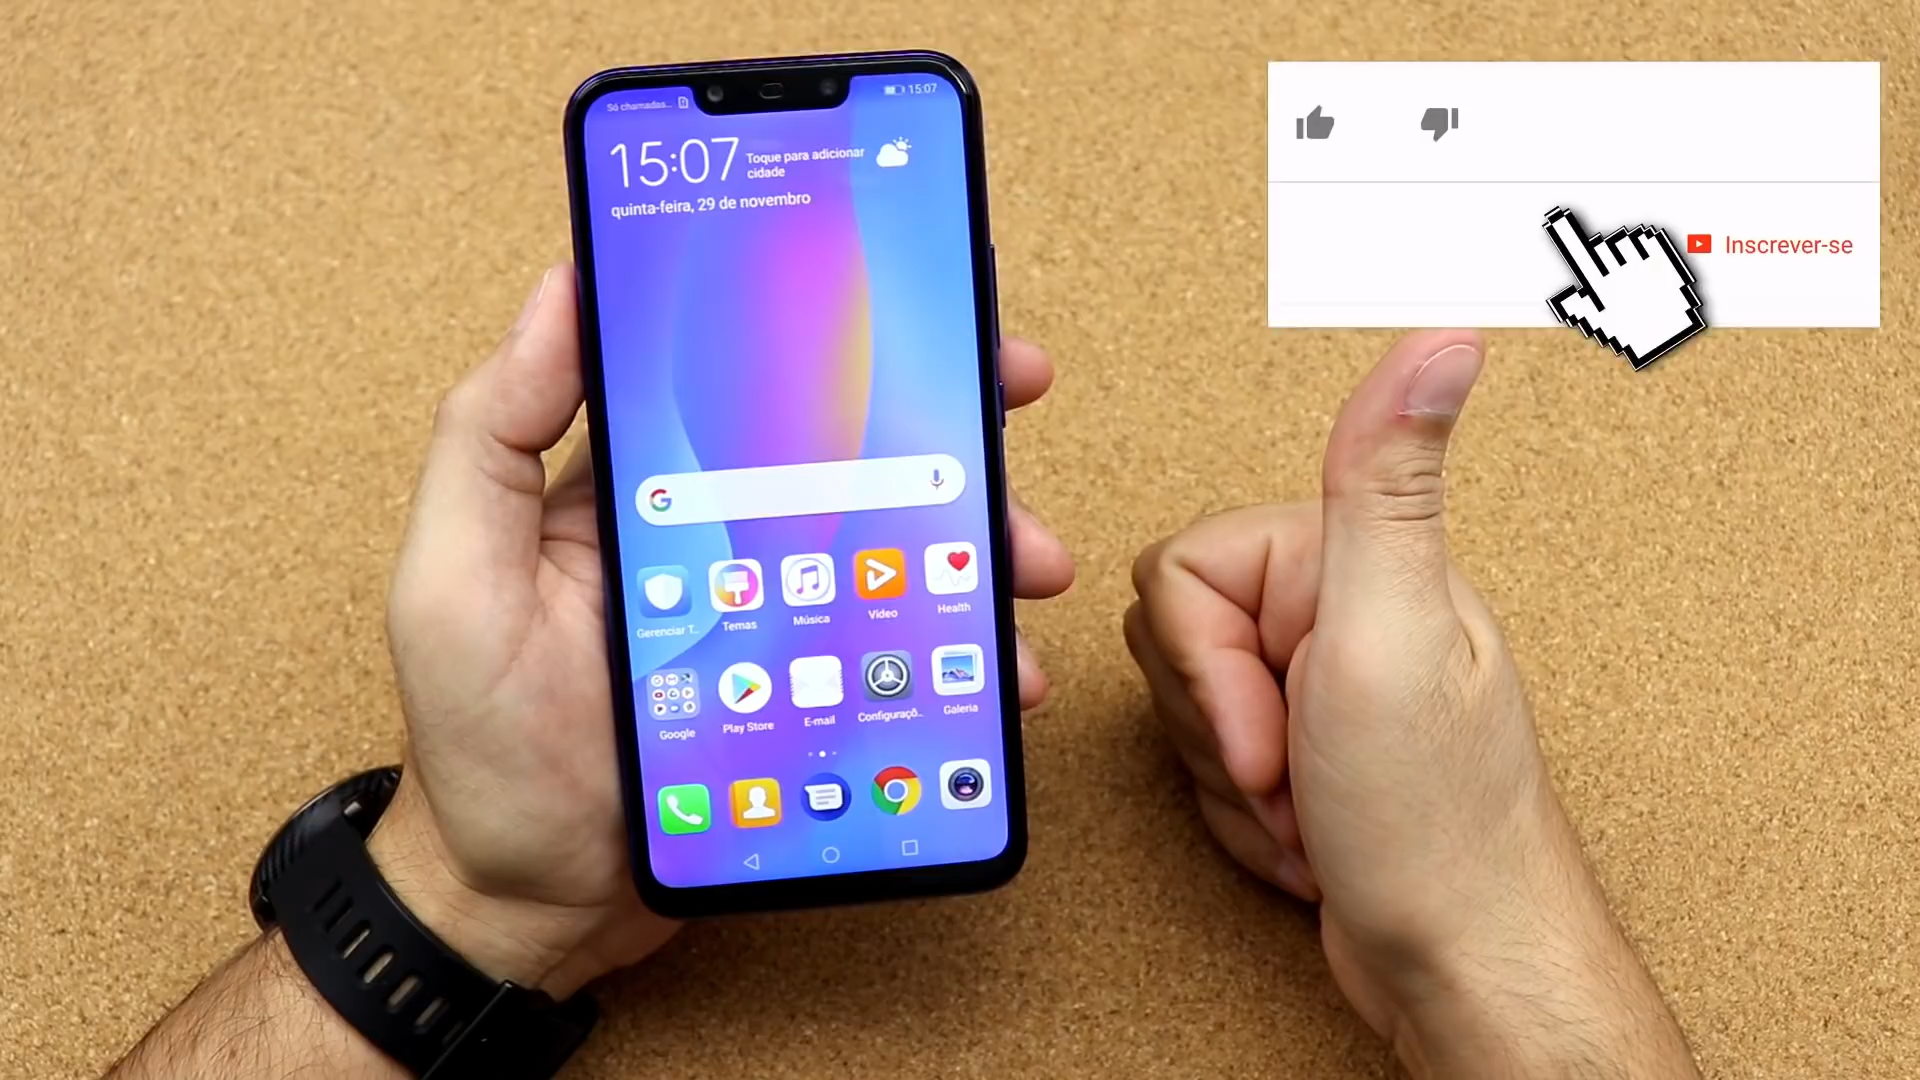 Só chamadas...
15:07
15:07
Toque para adicionar
cidade
quinta-feira, 29 de novembro
Gerenciar T...
Temas
Música
Vídeo
Health
Google
Play Store
E-mail
Configuraçõ...
Galeria
Inscrever-se